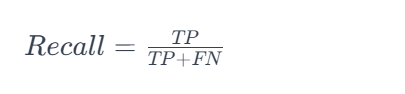 Recall = TP / TP+FN